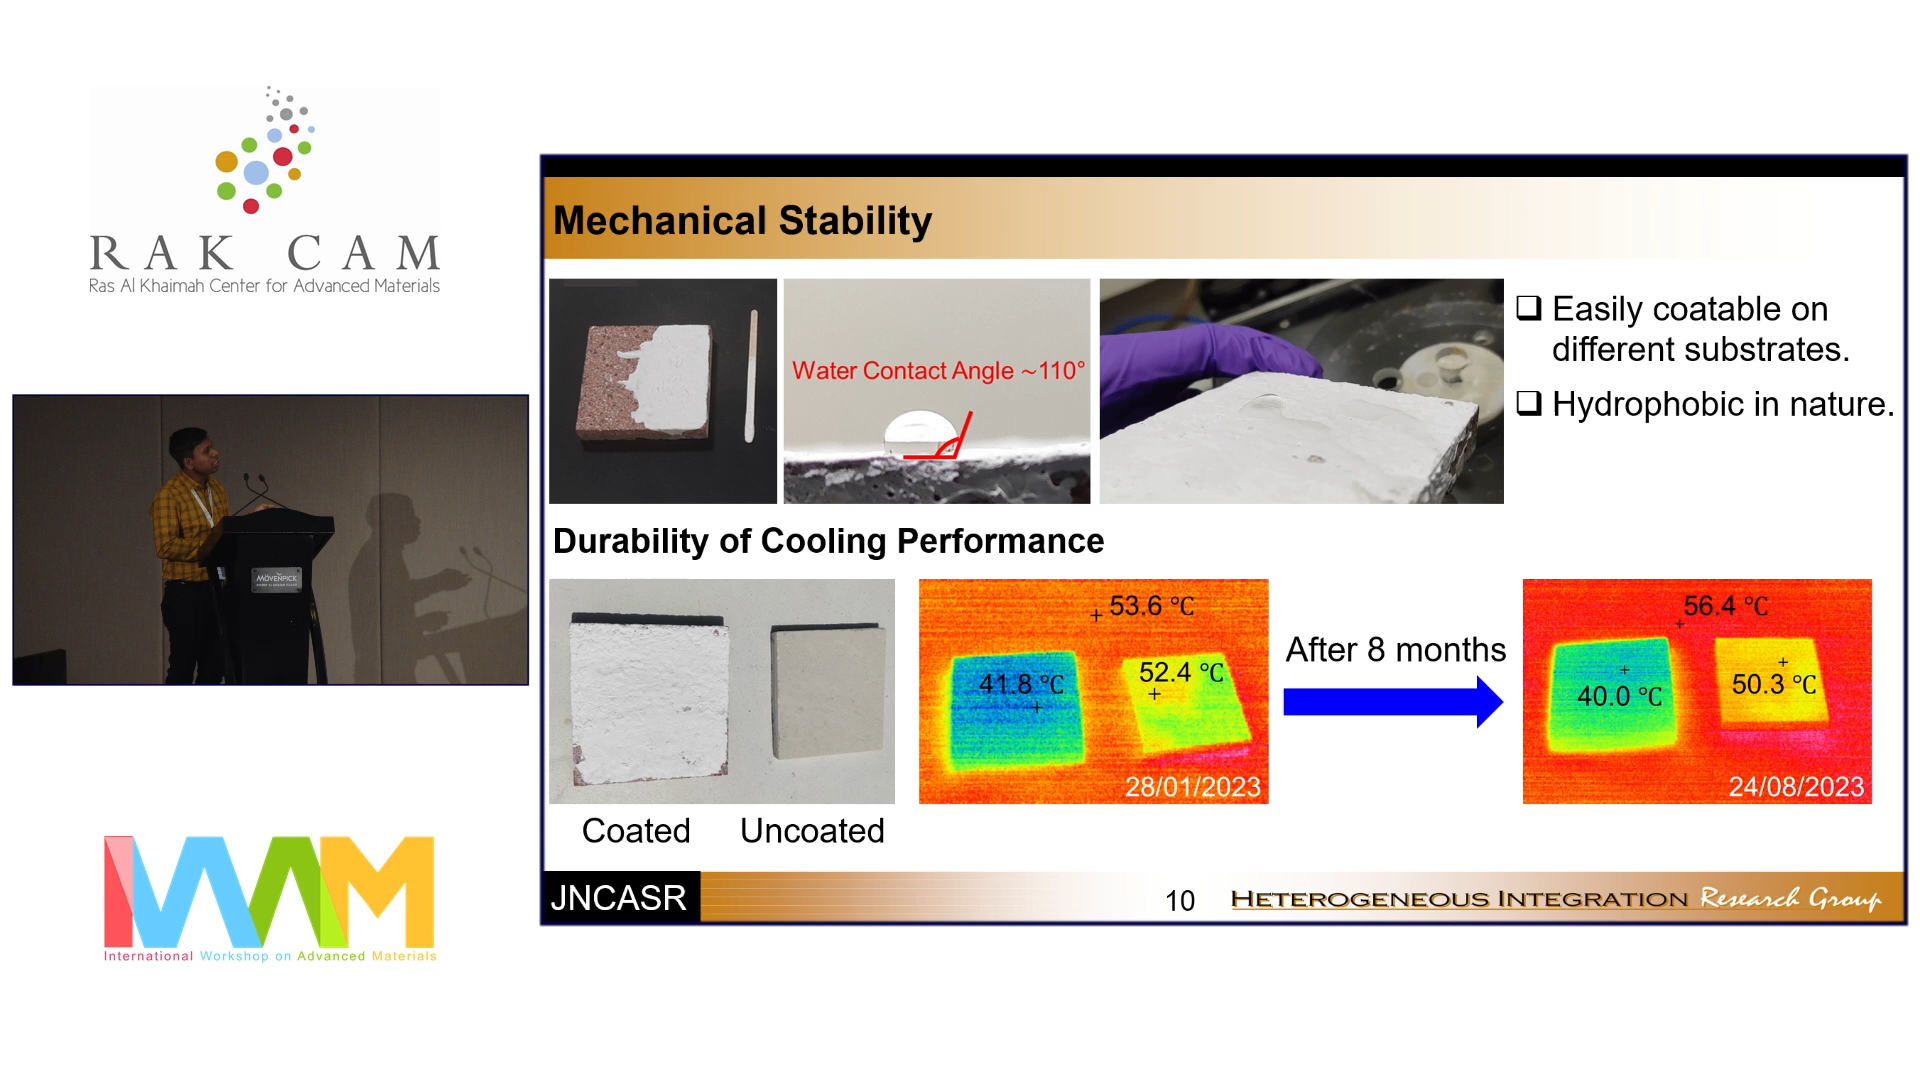 RAK CAM
Ras Al Khaimah Center for Advanced Materials
MÖVENPICK
International Workshop on Advanced Materials
Mechanical Stability
Water Contact Angle ~110°
❑ Easily coatable on
different substrates.
❑ Hydrophobic in nature.
Durability of Cooling Performance
53.6 °C
41.8 °C
52.4 °C
28/01/2023
After 8 months
56.4 °C
40.0 °C
50.3 °C
24/08/2023
Coated
Uncoated
JNCASR
10
HETEROGENEOUS INTEGRATION Research Group
IWAM